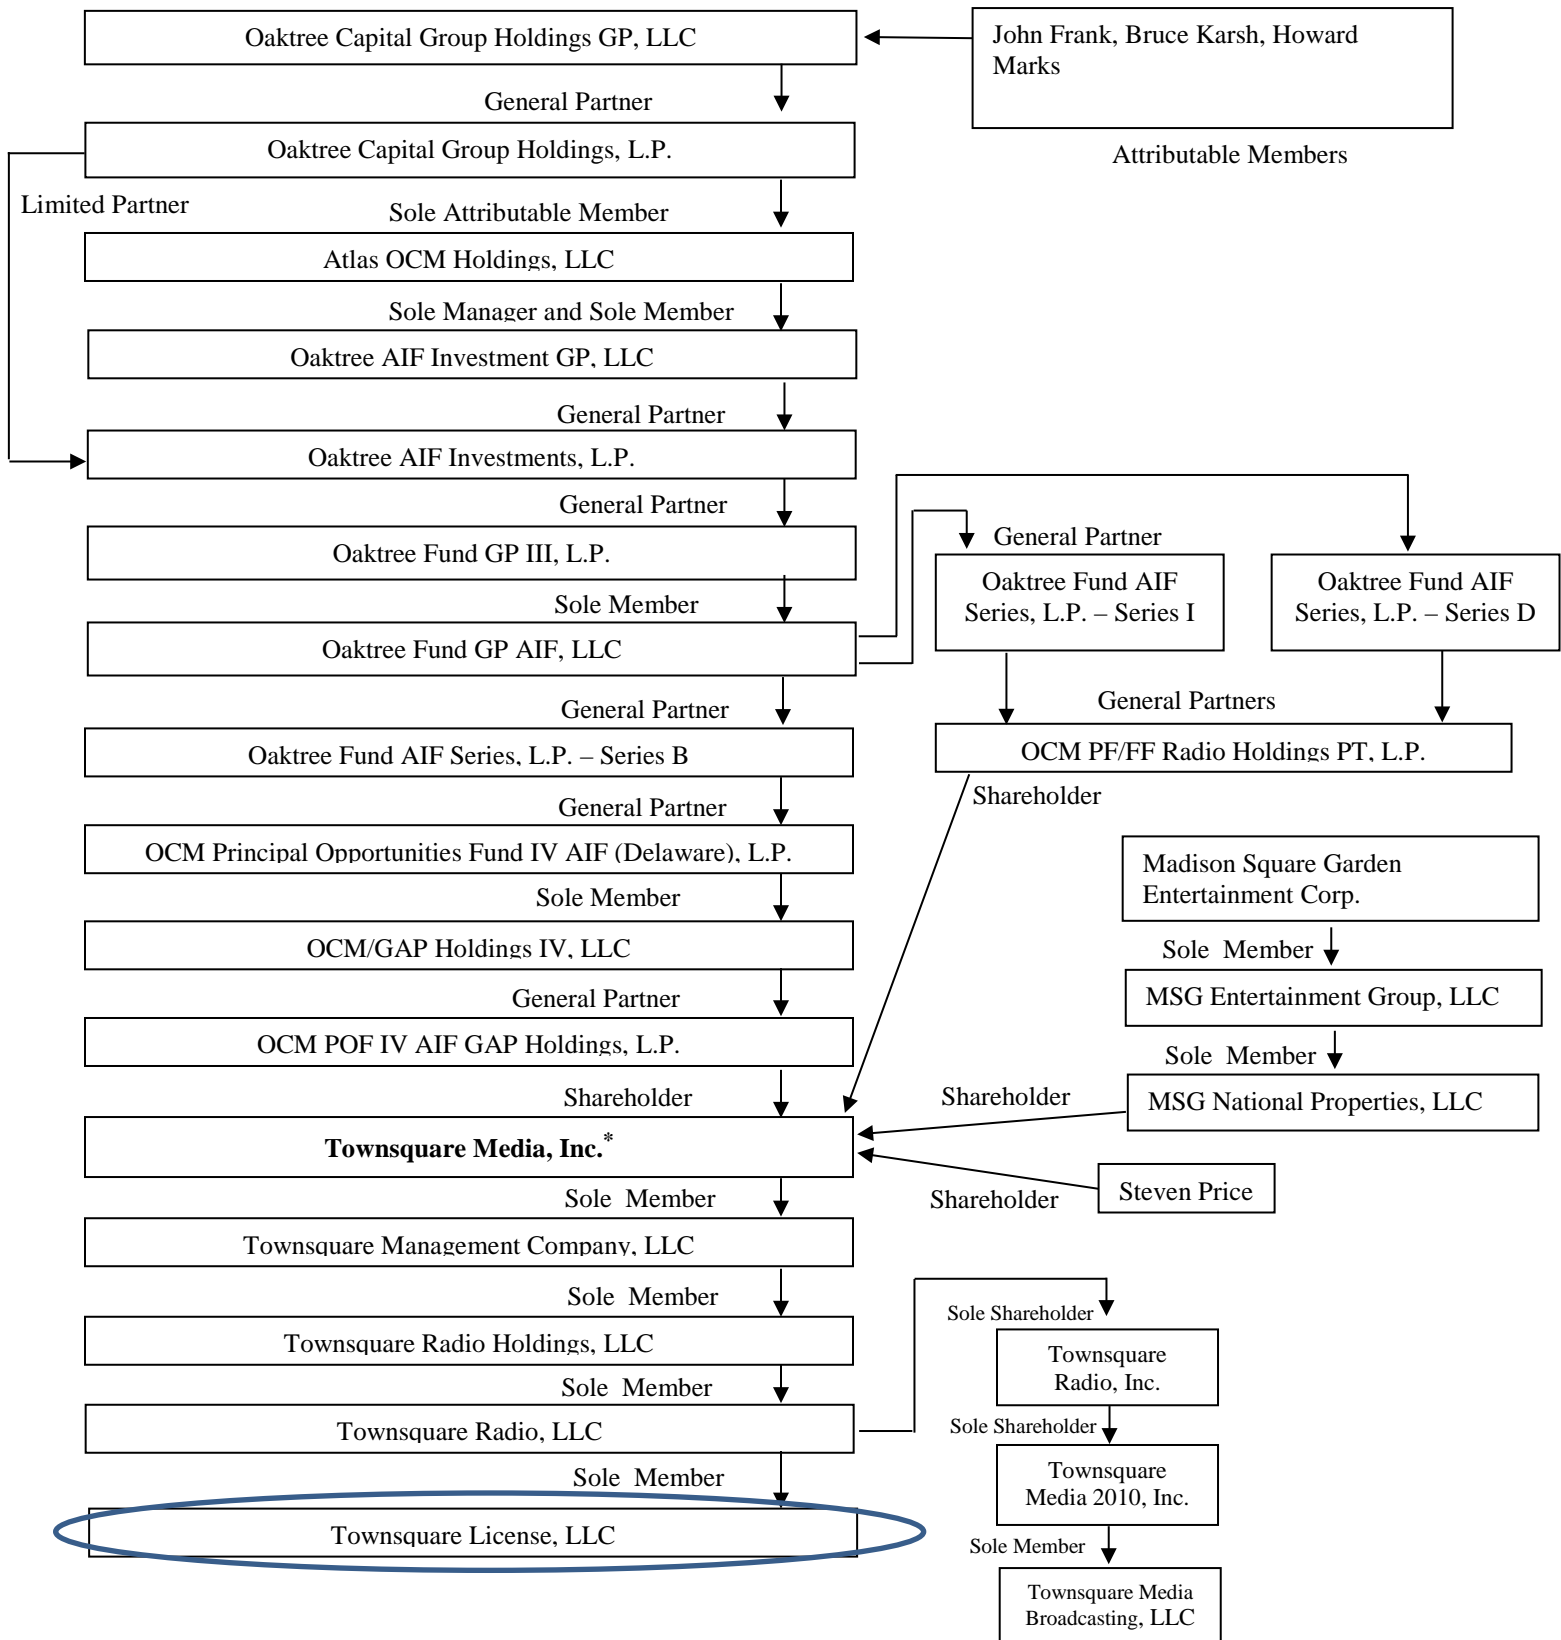 Oaktree Capital Group Holdings GP, LLC
John Frank, Bruce Karsh, Howard
Marks
General Partner
Oaktree Capital Group Holdings, L.P.
Attributable Members
Limited Partner
Sole Attributable Member
Atlas OCM Holdings, LLC
Sole Manager and Sole Member
Oaktree AIF Investment GP, LLC
General Partner
Oaktree AIF Investments, L.P.
General Partner
Oaktree Fund GP III, L.P.
Sole Member
Oaktree Fund GP AIF, LLC
General Partner
Oaktree Fund AIF
Series, L.P. – Series I
Oaktree Fund AIF
Series, L.P. – Series D
General Partner
Oaktree Fund AIF Series, L.P. – Series B
General Partners
OCM PF/FF Radio Holdings PT, L.P.
Shareholder
General Partner
OCM Principal Opportunities Fund IV AIF (Delaware), L.P.
Sole Member
OCM/GAP Holdings IV, LLC
General Partner
OCM POF IV AIF GAP Holdings, L.P.
Shareholder
Madison Square Garden
Entertainment Corp.
Sole Member
MSG Entertainment Group, LLC
Sole Member
MSG National Properties, LLC
Shareholder
Townsquare Media, Inc.*
Shareholder
Steven Price
Sole Member
Townsquare Management Company, LLC
Sole Member
Townsquare Radio Holdings, LLC
Sole Member
Townsquare Radio, LLC
Sole Member
Townsquare License, LLC
Sole Shareholder
Townsquare
Radio, Inc.
Sole Shareholder
Townsquare
Media 2010, Inc.
Sole Member
Townsquare Media
Broadcasting, LLC